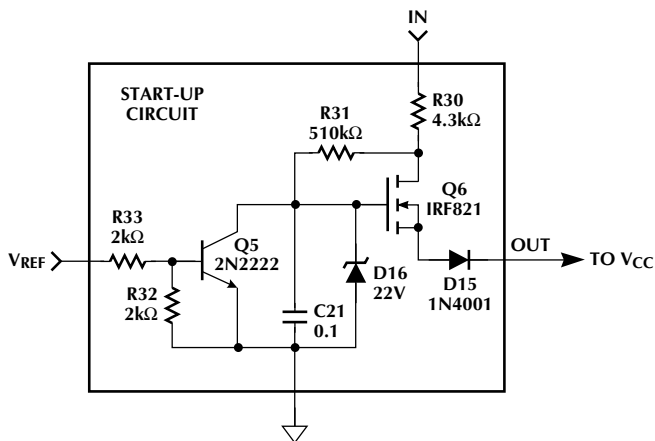 IN
START-UP
CIRCUIT
R31
510kΩ
R30
4.3kΩ
Q6
IRF821
R33
2kΩ
Q5
2N2222
VREF
OUT
TO VCC
R32
2kΩ
D16
22V
D15
1N4001
C21
0.1